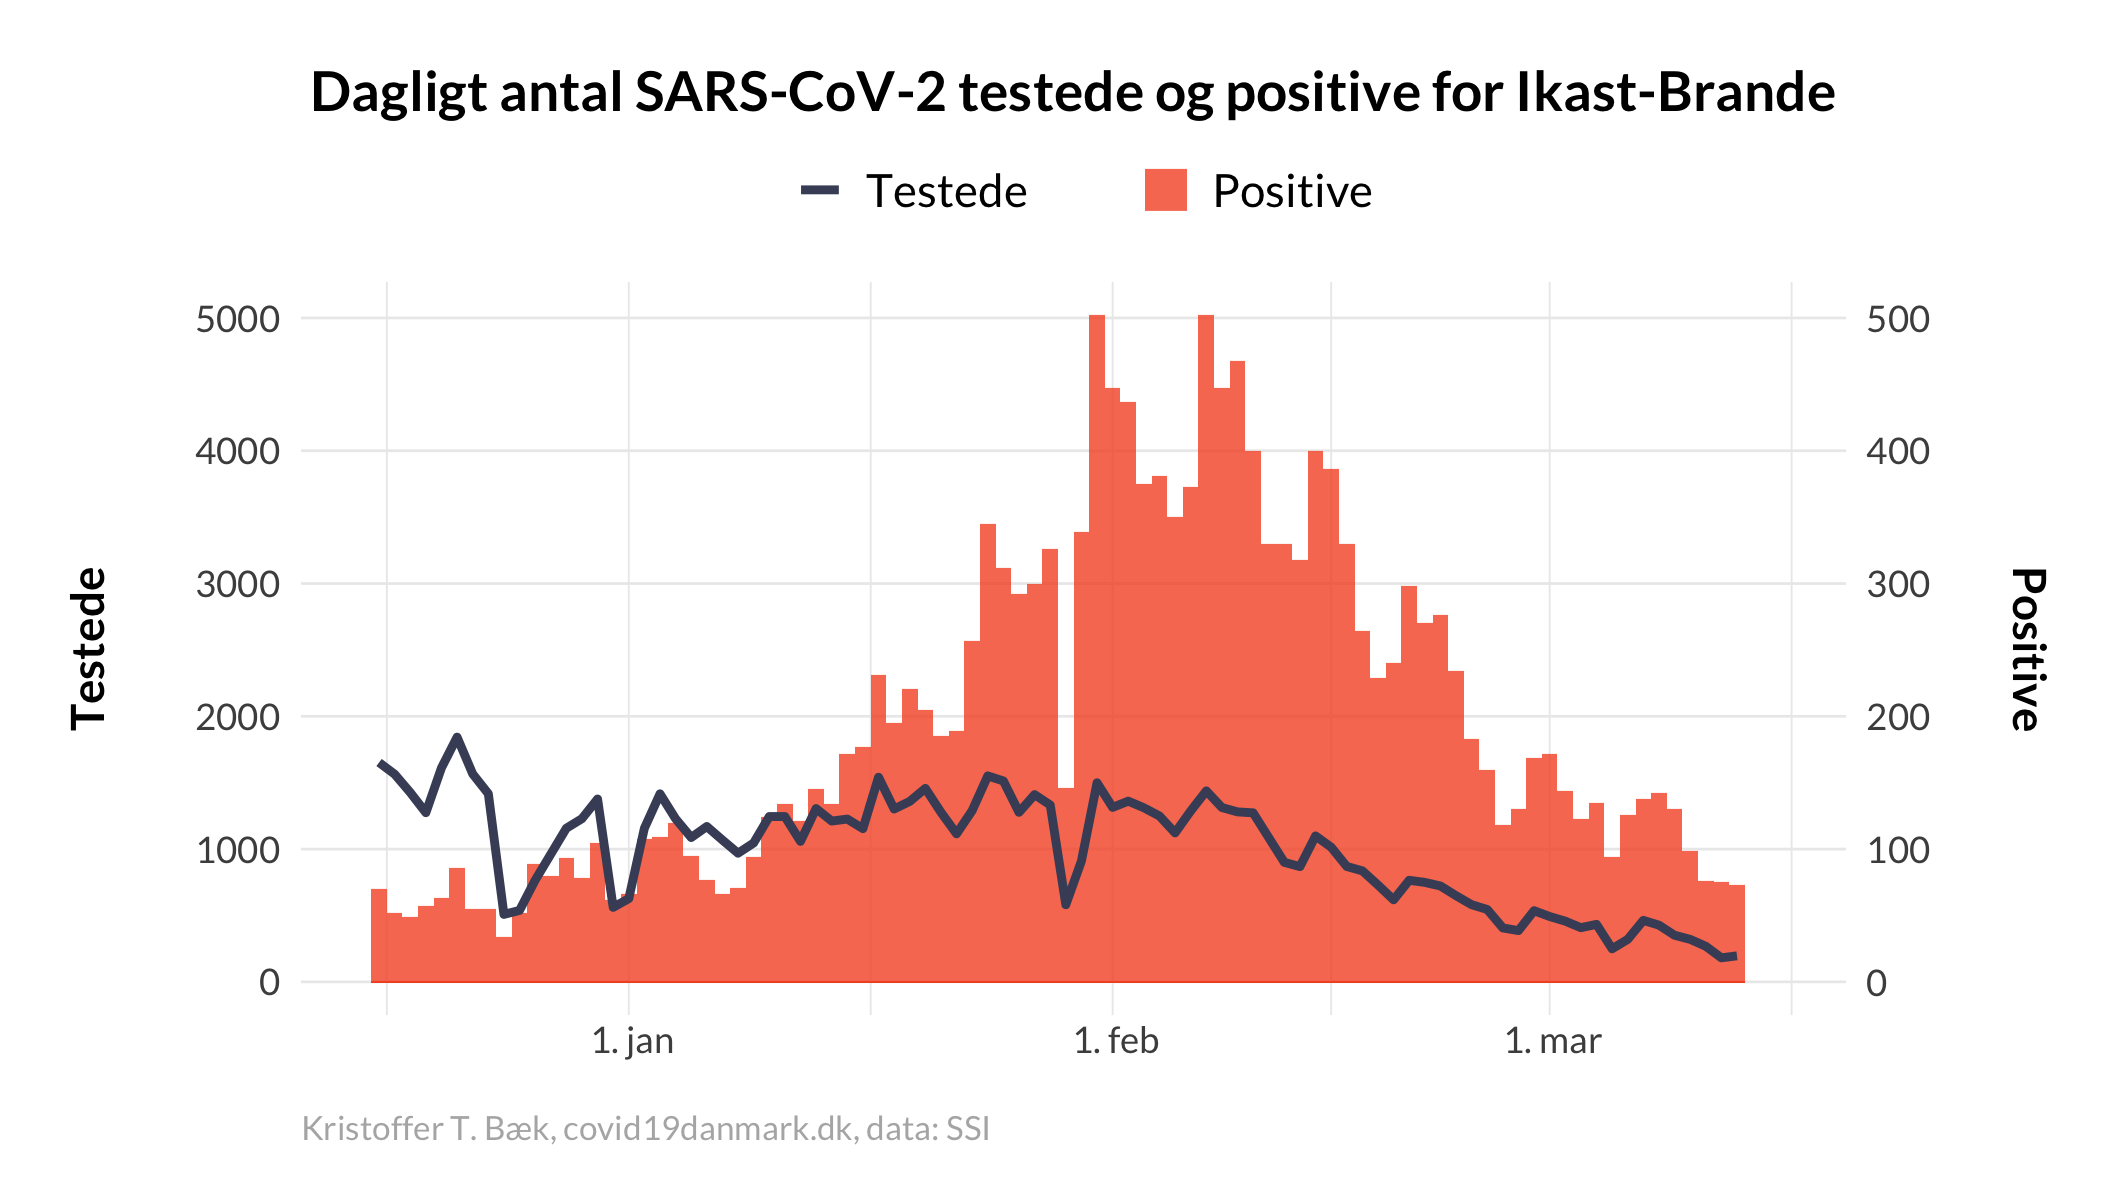 Dagligt antal SARS-CoV-2 testede og positive for Ikast-Brande
Testede
Positive
5000
4000
3000
2000
1000
0
500
400
300
200
100
0
Testede
Positive
1. jan
1. feb
1. mar
Kristoffer T. Bæk, covid19danmark.dk, data: SSI